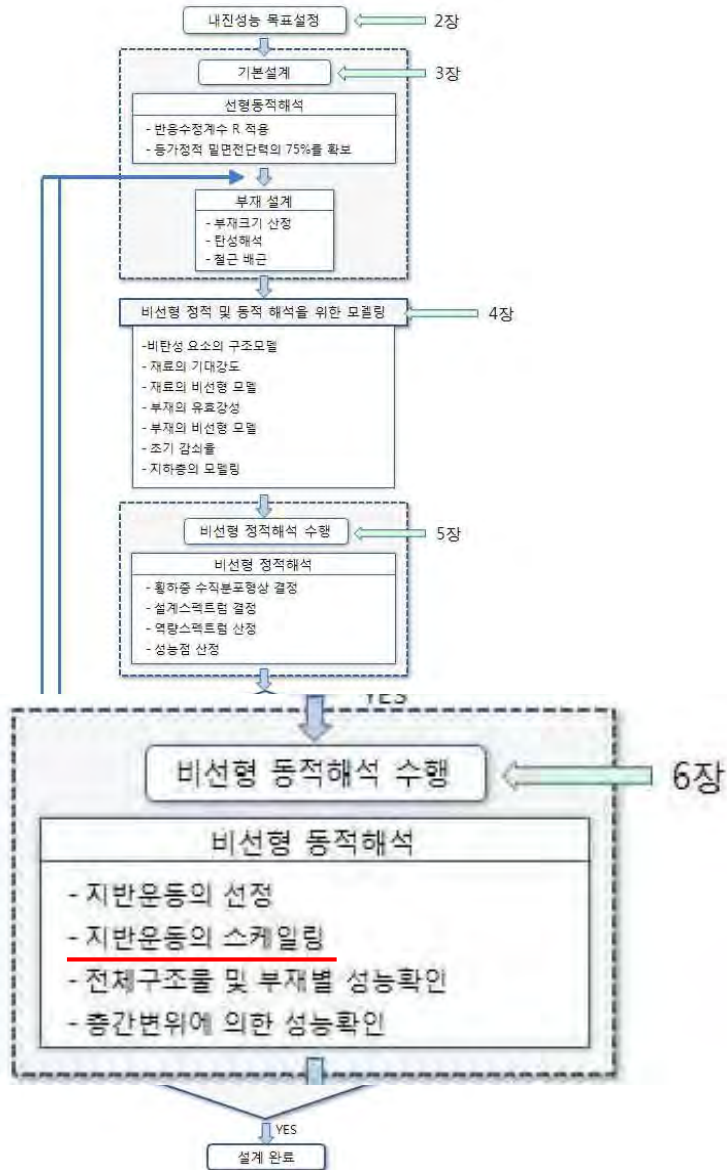 내진성능 목표설정
2장
기본설계
3장
선형동적해석
- 반응수정계수 R 적용
- 등가정적 밑면전단력의 75%를 확보
부재 설계
- 부재크기 산정
- 탄성해석
- 철근 배근
비선형 정적 및 동적 해석을 위한 모델링
4장
-비탄성 요소의 구조모델
- 재료의 기대강도
- 재료의 비선형 모델
- 부재의 유효강성
- 부재의 비선형 모델
- 초기 감쇠율
- 지하층의 모델링
비선형 정적해석 수행
5장
비선형 정적해석
- 횡하중 수직분포형상 결정
- 설계스펙트럼 결정
- 역량스펙트럼 산정
- 성능점 산정
YES
비선형 동적해석 수행
6장
비선형 동적해석
- 지반운동의 선정
- 지반운동의 스케일링
- 전체구조물 및 부재별 성능확인
- 층간변위에 의한 성능확인
YES
설계 완료